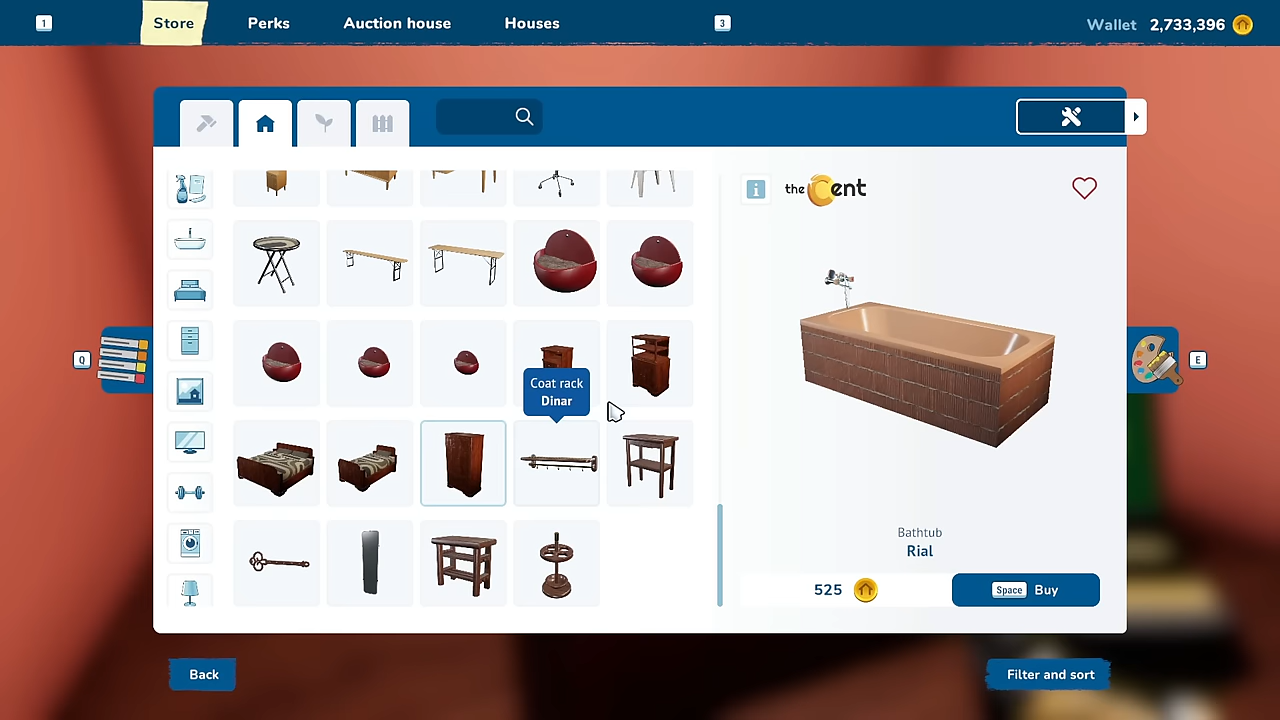 1
Store
Perks
Auction house
Houses
3
Wallet 2,733,396
i
the Cent
Q
E
Coat rack
Dinar
Bathtub
Rial
525
Space Buy
Back
Filter and sort